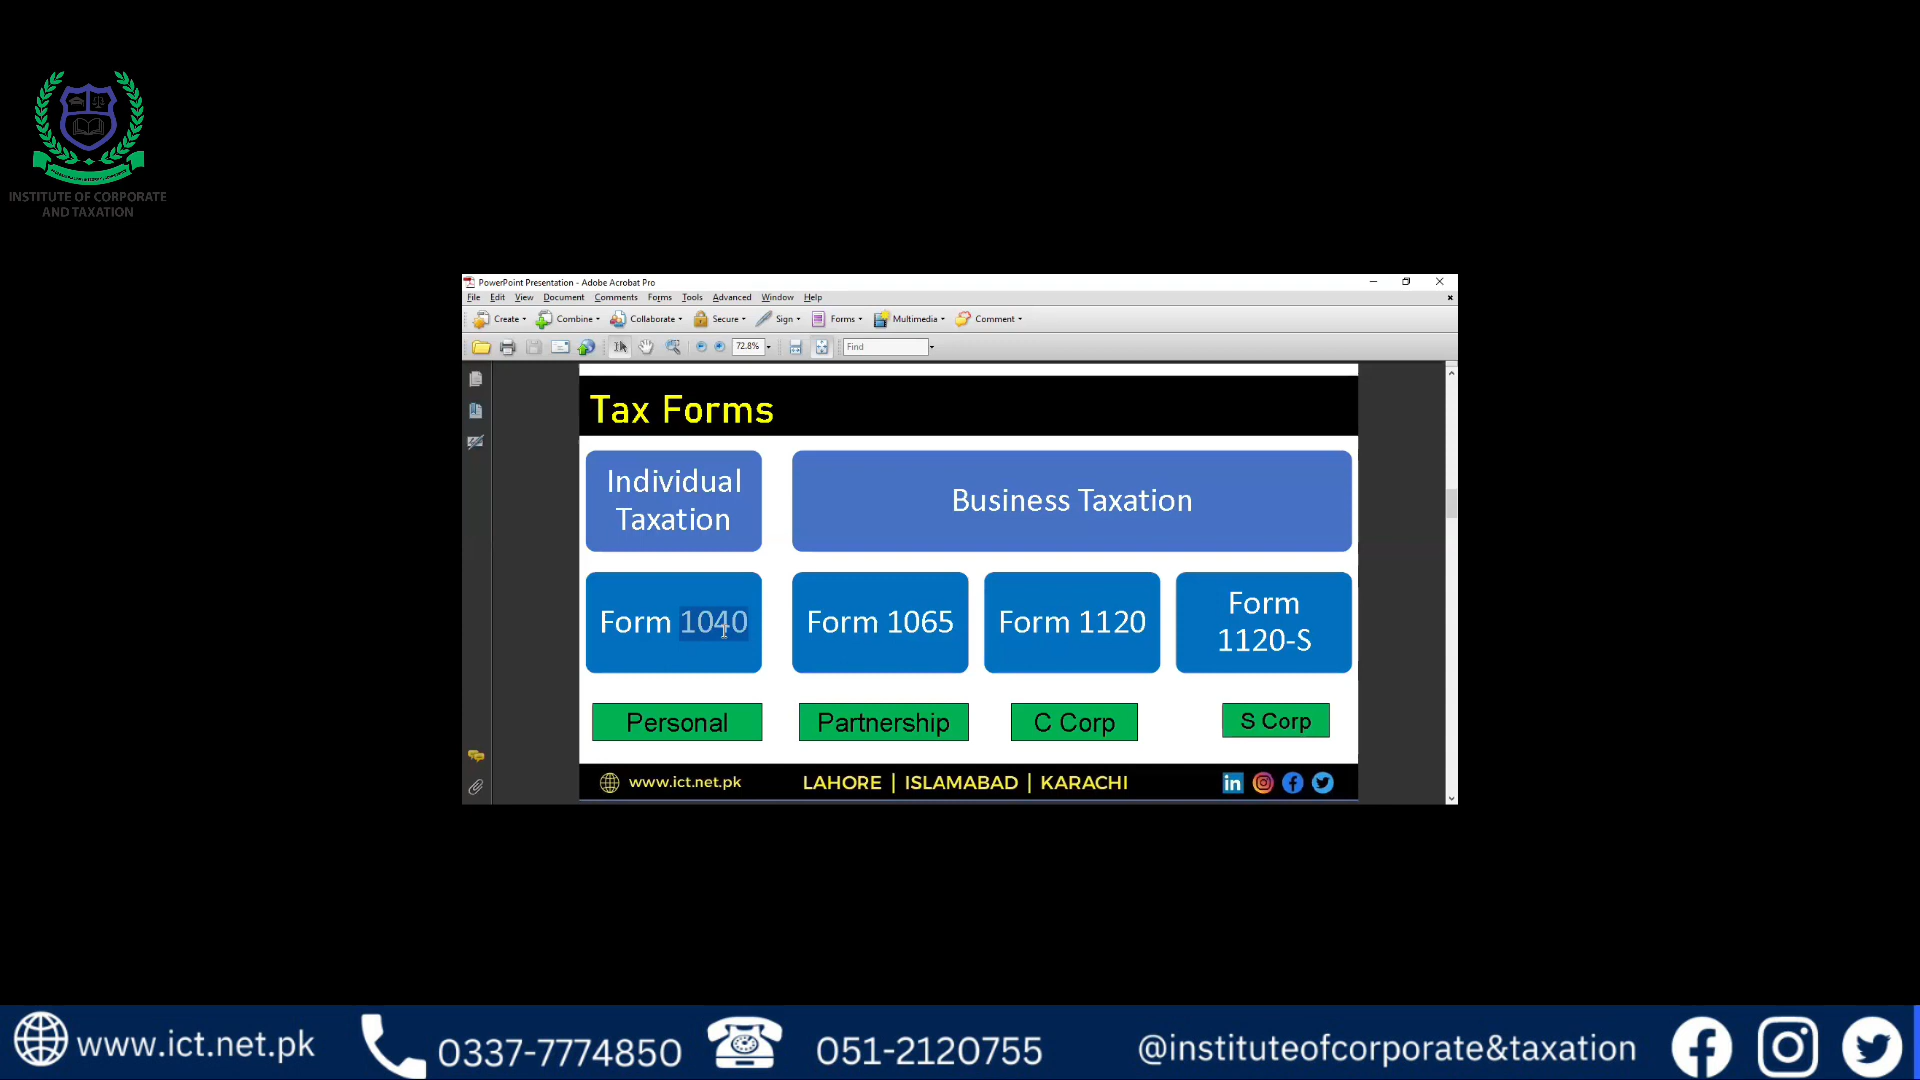 INSTITUTE OF CORPORATE
AND TAXATION
PowerPoint Presentation - Adobe Acrobat Pro
File Edit View Document Comments Forms Tools Advanced Window Help
Create Combine Collaborate Secure Sign Forms Multimedia Comment
72.8% Find
Tax Forms
Individual
Taxation
Business Taxation
Form 1040
Form 1065
Form 1120
Form
1120-S
Personal
Partnership
C Corp
S Corp
www.ict.net.pk
LAHORE | ISLAMABAD | KARACHI
www.ict.net.pk
0337-7774850
051-2120755
@instituteofcorporate&taxation